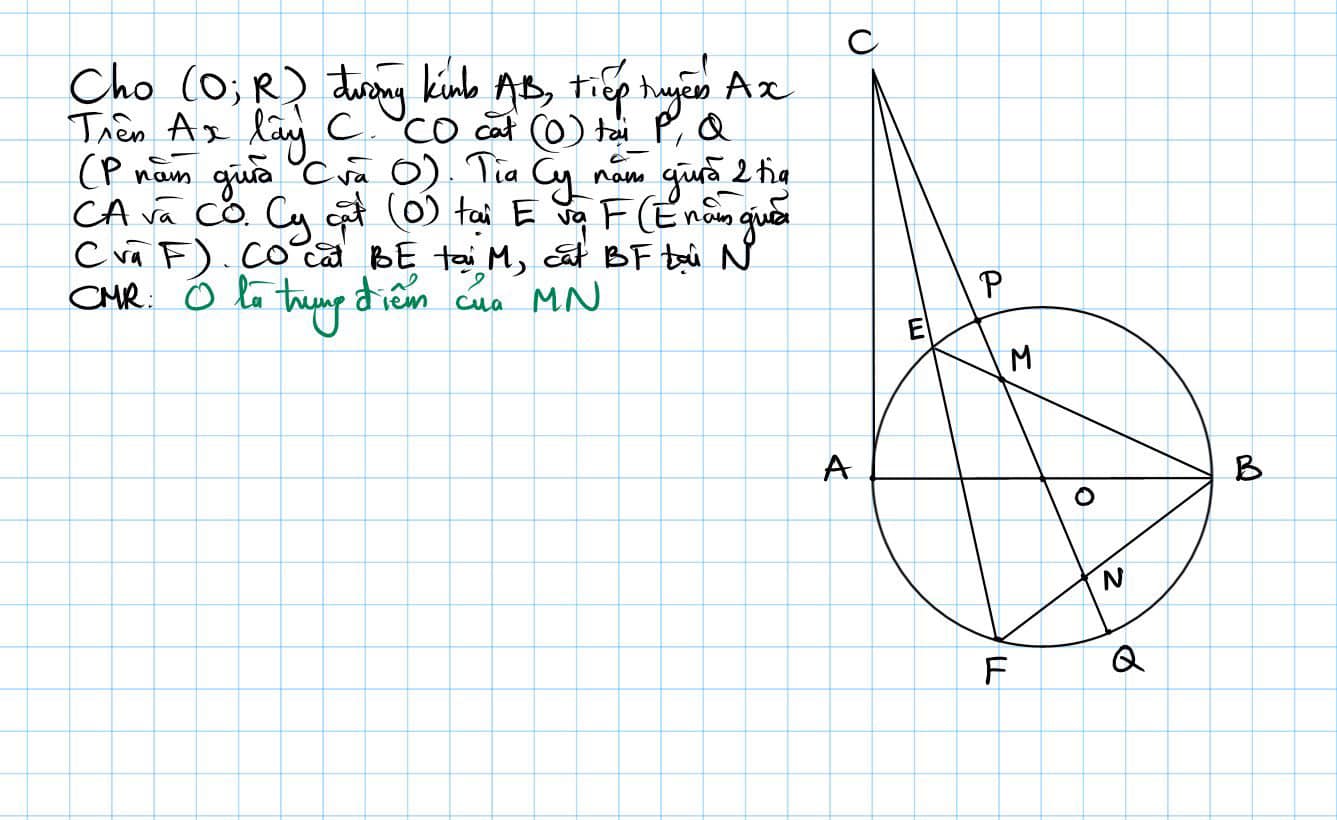 Cho (O; R) đường kính AB, tiếp tuyến Ax
Trên Ax lấy C. CO cắt (O) tại P, Q
(P nằm giữa C và O). Tia Cy nằm giữa 2 tia
CA và CO. Cy cắt (O) tại E và F (E nằm giữa
C và F). CO cắt BE tại M, cắt BF tại N
CMR: O là trung điểm của MN
C
P
E
M
A
B
O
N
F
Q